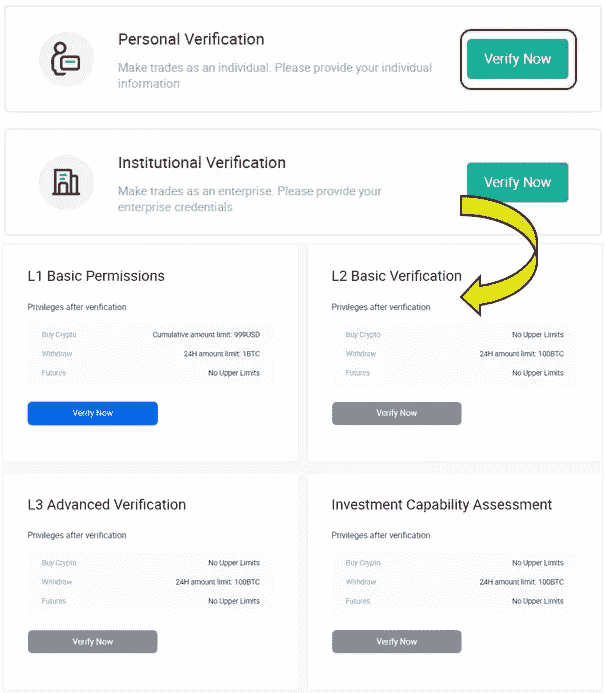 Personal Verification
Make trades as an individual. Please provide your individual
information
Verify Now
Institutional Verification
Make trades as an enterprise. Please provide your
enterprise credentials
Verify Now
L1 Basic Permissions
Privileges after verification
Buy Crypto Cumulative amount limit: 999USD
Withdraw 24H amount limit: 1BTC
Futures No Upper Limits
Verify Now
L2 Basic Verification
Privileges after verification
Buy Crypto No Upper Limits
Withdraw 24H amount limit: 100BTC
Futures No Upper Limits
Verify Now
L3 Advanced Verification
Privileges after verification
Buy Crypto No Upper Limits
Withdraw 24H amount limit: 100BTC
Futures No Upper Limits
Verify Now
Investment Capability Assessment
Privileges after verification
Buy Crypto No Upper Limits
Withdraw 24H amount limit: 100BTC
Futures No Upper Limits
Verify Now